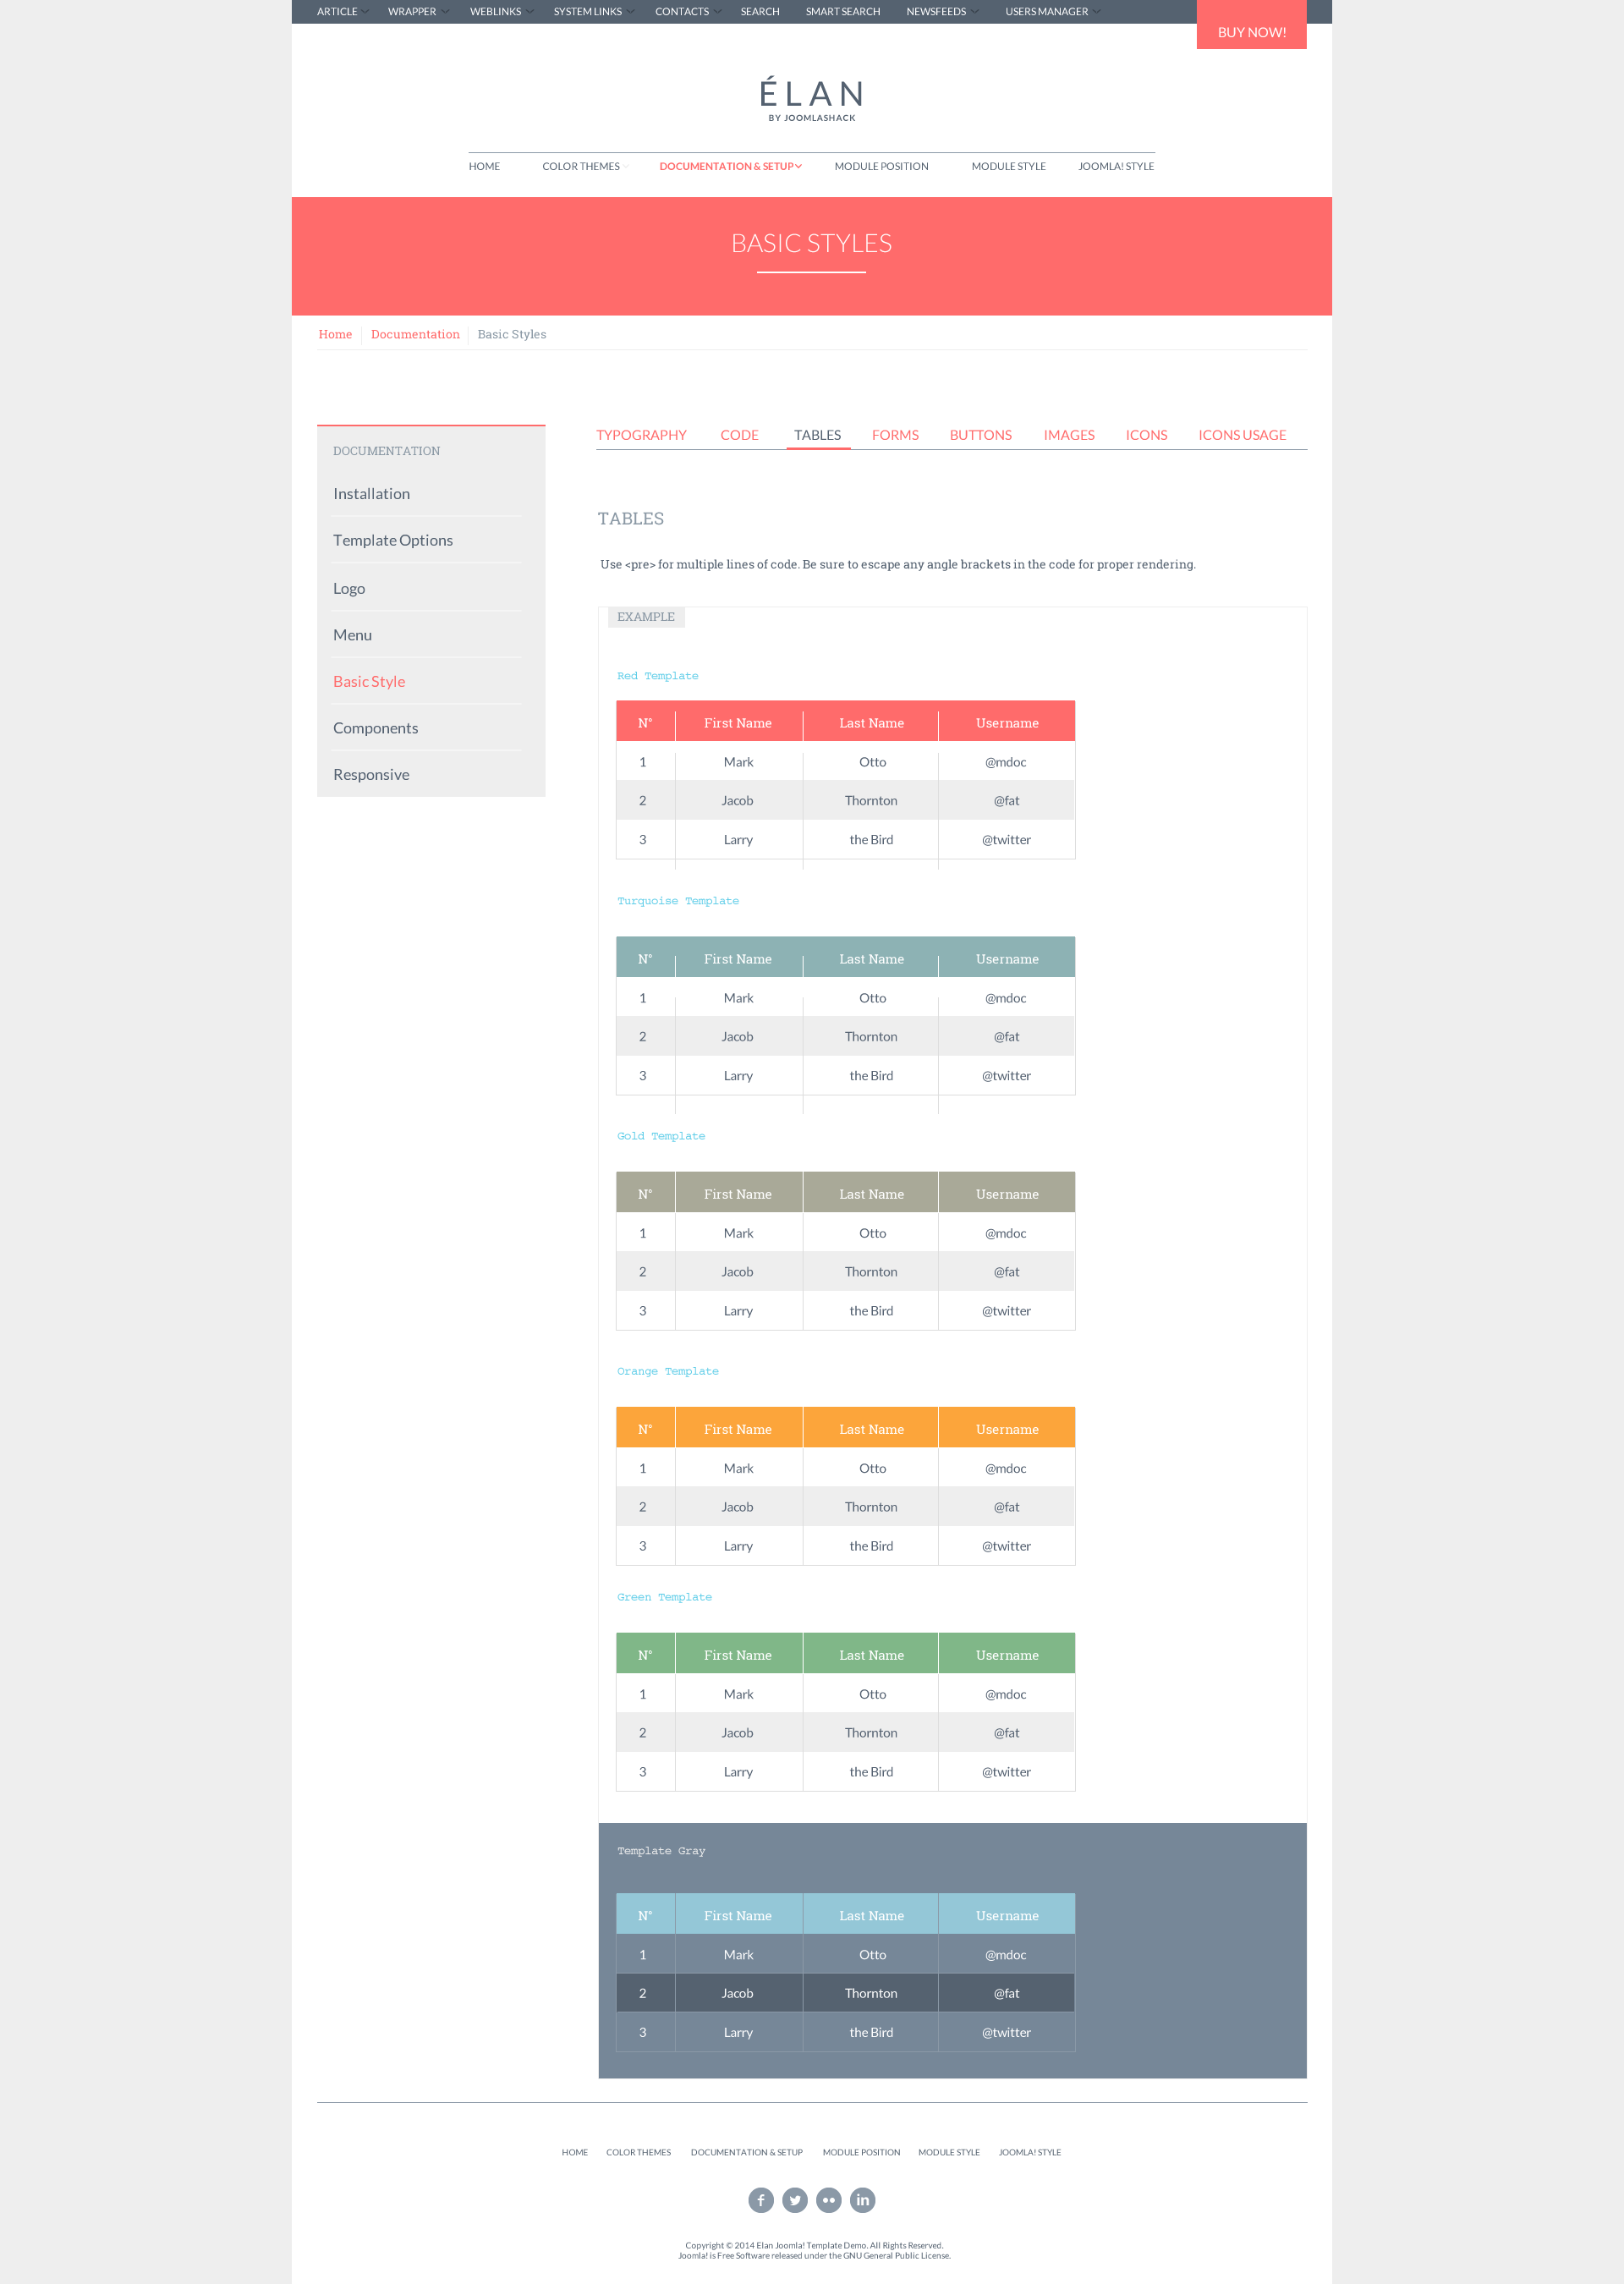 ARTICLE WRAPPER WEBLINKS SYSTEM LINKS CONTACTS SEARCH SMART SEARCH NEWSFEEDS USERS MANAGER
BUY NOW!
ÉLAN
BY JOOMLASHACK
HOME COLOR THEMES DOCUMENTATION & SETUP MODULE POSITION MODULE STYLE JOOMLA! STYLE
BASIC STYLES
Home Documentation Basic Styles
DOCUMENTATION
Installation
Template Options
Logo
Menu
Basic Style
Components
Responsive
TYPOGRAPHY CODE TABLES FORMS BUTTONS IMAGES ICONS ICONS USAGE
TABLES
Use <pre> for multiple lines of code. Be sure to escape any angle brackets in the code for proper rendering.
EXAMPLE
Red Template
N° First Name Last Name Username
1 Mark Otto @mdoc
2 Jacob Thornton @fat
3 Larry the Bird @twitter
Turquoise Template
N° First Name Last Name Username
1 Mark Otto @mdoc
2 Jacob Thornton @fat
3 Larry the Bird @twitter
Gold Template
N° First Name Last Name Username
1 Mark Otto @mdoc
2 Jacob Thornton @fat
3 Larry the Bird @twitter
Orange Template
N° First Name Last Name Username
1 Mark Otto @mdoc
2 Jacob Thornton @fat
3 Larry the Bird @twitter
Green Template
N° First Name Last Name Username
1 Mark Otto @mdoc
2 Jacob Thornton @fat
3 Larry the Bird @twitter
Template Gray
N° First Name Last Name Username
1 Mark Otto @mdoc
2 Jacob Thornton @fat
3 Larry the Bird @twitter
HOME COLOR THEMES DOCUMENTATION & SETUP MODULE POSITION MODULE STYLE JOOMLA! STYLE
f in
Copyright © 2014 Elan Joomla! Template Demo. All Rights Reserved.
Joomla! is Free Software released under the GNU General Public License.